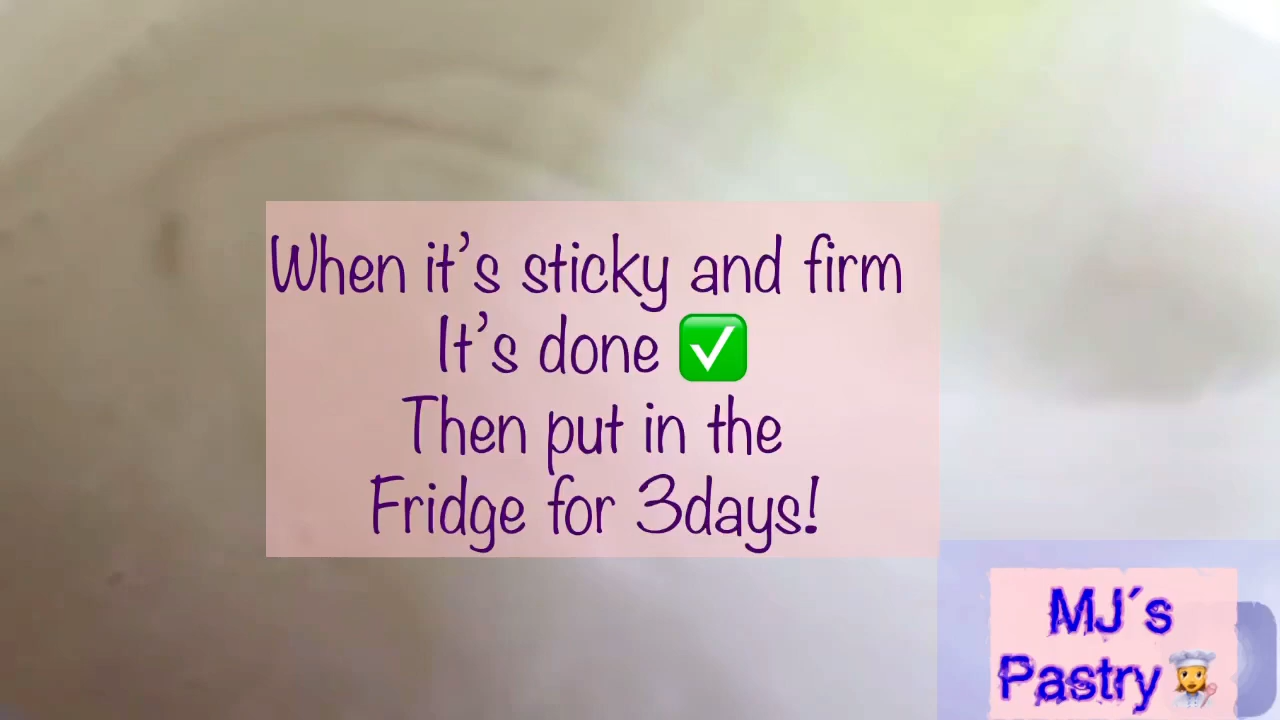 When it’s sticky and firm
It’s done ✅
Then put in the
Fridge for 3days!
MJ´s
Pastry👩‍🍳